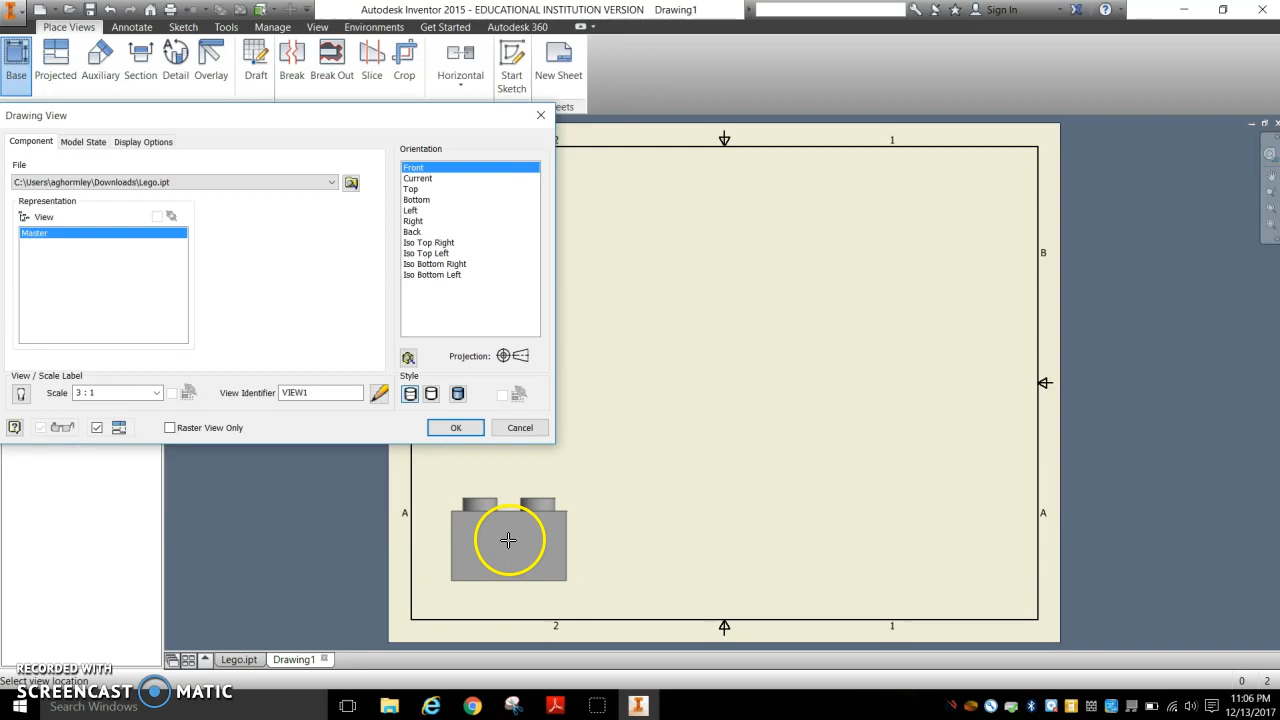 Autodesk Inventor 2015 - EDUCATIONAL INSTITUTION VERSION Drawing1
Sign In
Place Views Annotate Sketch Tools Manage View Environments Get Started Autodesk 360
Base Projected Auxiliary Section Detail Overlay Draft Break Break Out Slice Crop Horizontal Start Sketch New Sheet
eets
Drawing View
Component Model State Display Options
File
C:\Users\aghormley\Downloads\Lego.ipt
Representation
View
Master
Orientation
Front
Current
Top
Bottom
Left
Right
Back
Iso Top Right
Iso Top Left
Iso Bottom Right
Iso Bottom Left
Projection:
View / Scale Label
Scale 3 : 1 View Identifier VIEW1
Style
Raster View Only
OK Cancel
2 1
B
A A
2 1
Lego.ipt Drawing1
RECORDED WITH
SCREENCAST MATIC
Select view location
0 2
Search Windows
11:06 PM
12/13/2017